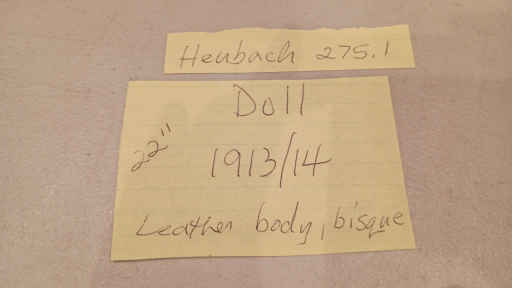 Heubach 275.1
Doll
22"
1913/14
Leather body, bisque